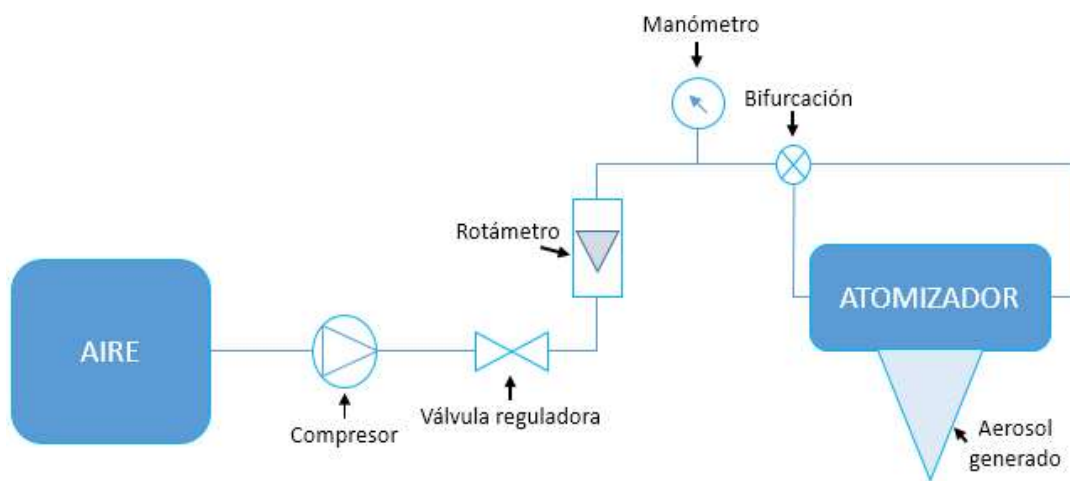 Manómetro
Bifurcación
Rotámetro
ATOMIZADOR
AIRE
Válvula reguladora
Compresor
Aerosol
generado